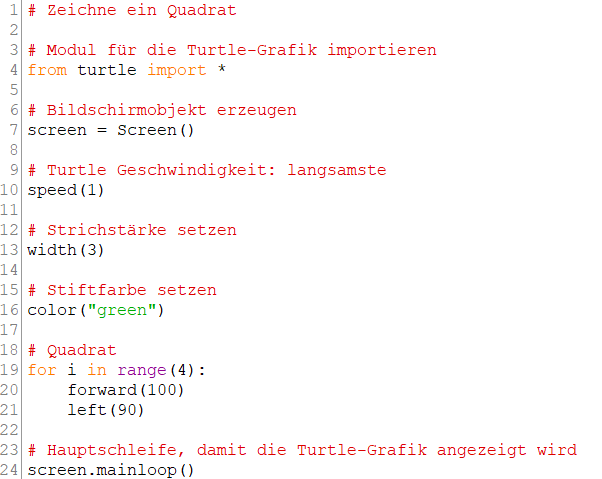 1 # Zeichne ein Quadrat
2
3 # Modul für die Turtle-Grafik importieren
4 from turtle import *
5
6 # Bildschirmobjekt erzeugen
7 screen = Screen()
8
9 # Turtle Geschwindigkeit: langsamste
10 speed(1)
11
12 # Strichstärke setzen
13 width(3)
14
15 # Stiftfarbe setzen
16 color("green")
17
18 # Quadrat
19 for i in range(4):
20     forward(100)
21     left(90)
22
23 # Hauptschleife, damit die Turtle-Grafik angezeigt wird
24 screen.mainloop()